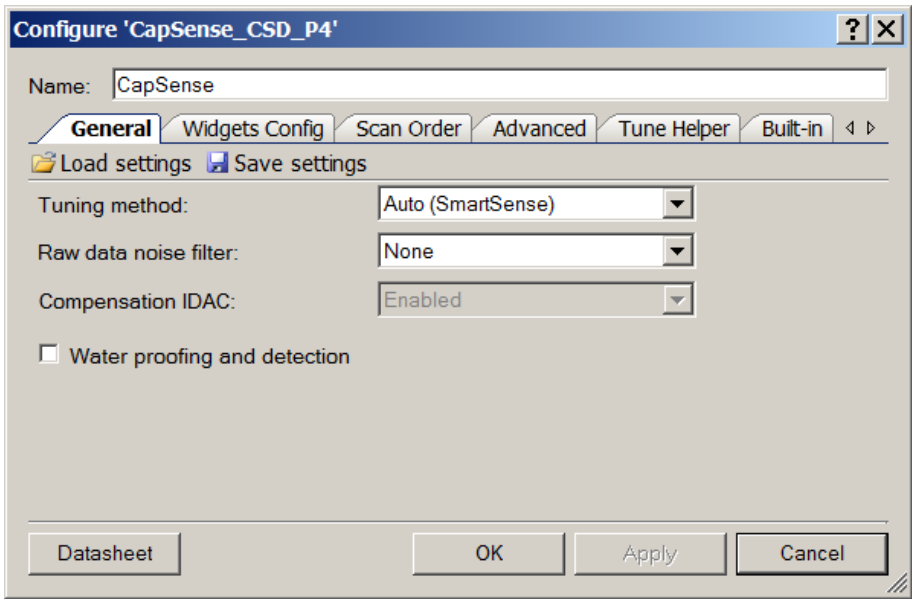 Configure 'CapSense_CSD_P4'
Name: CapSense
General Widgets Config Scan Order Advanced Tune Helper Built-in
Load settings Save settings
Tuning method: Auto (SmartSense)
Raw data noise filter: None
Compensation IDAC: Enabled
Water proofing and detection
Datasheet OK Apply Cancel